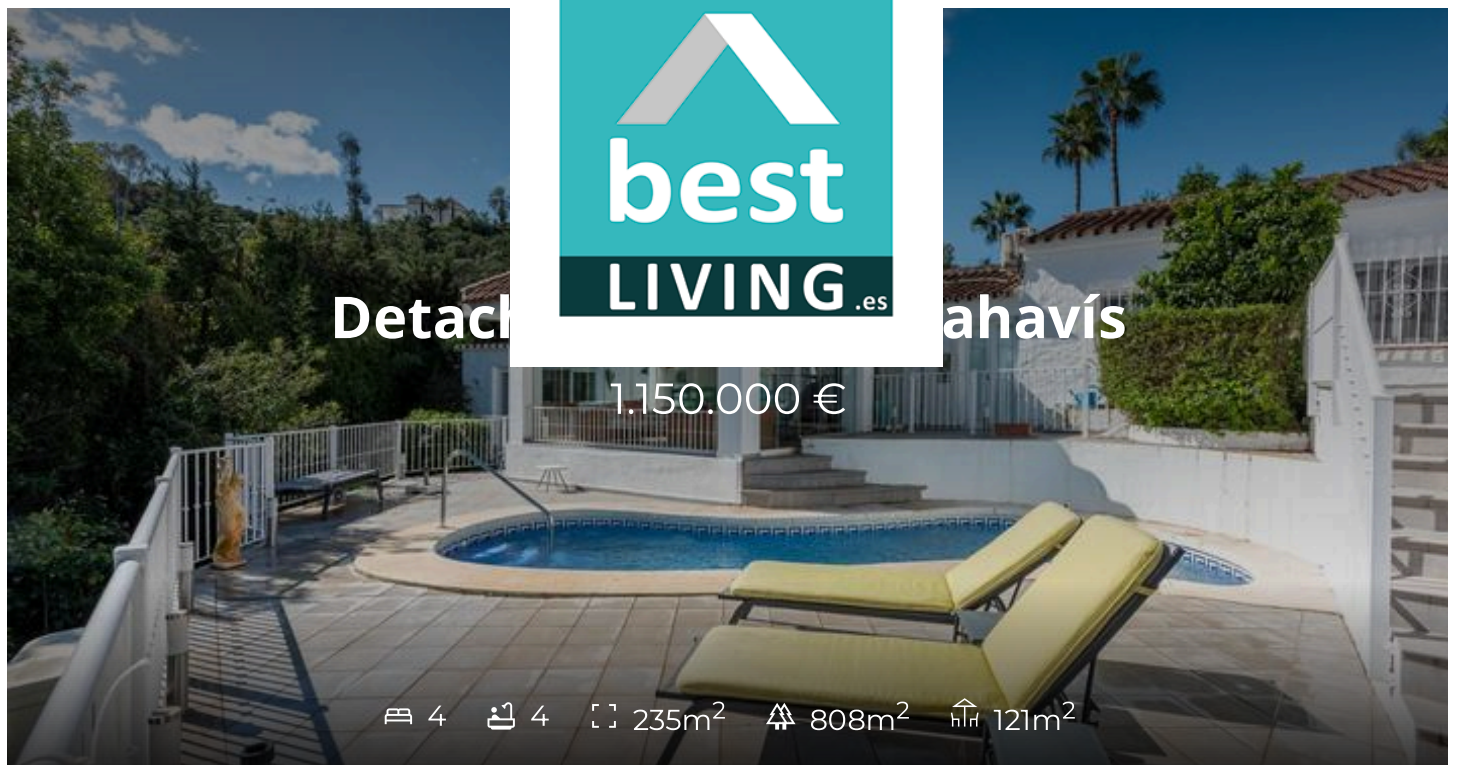 best
LIVING.es
Detach ahavís
1.150.000 €
4 4 235m² 808m² 121m²